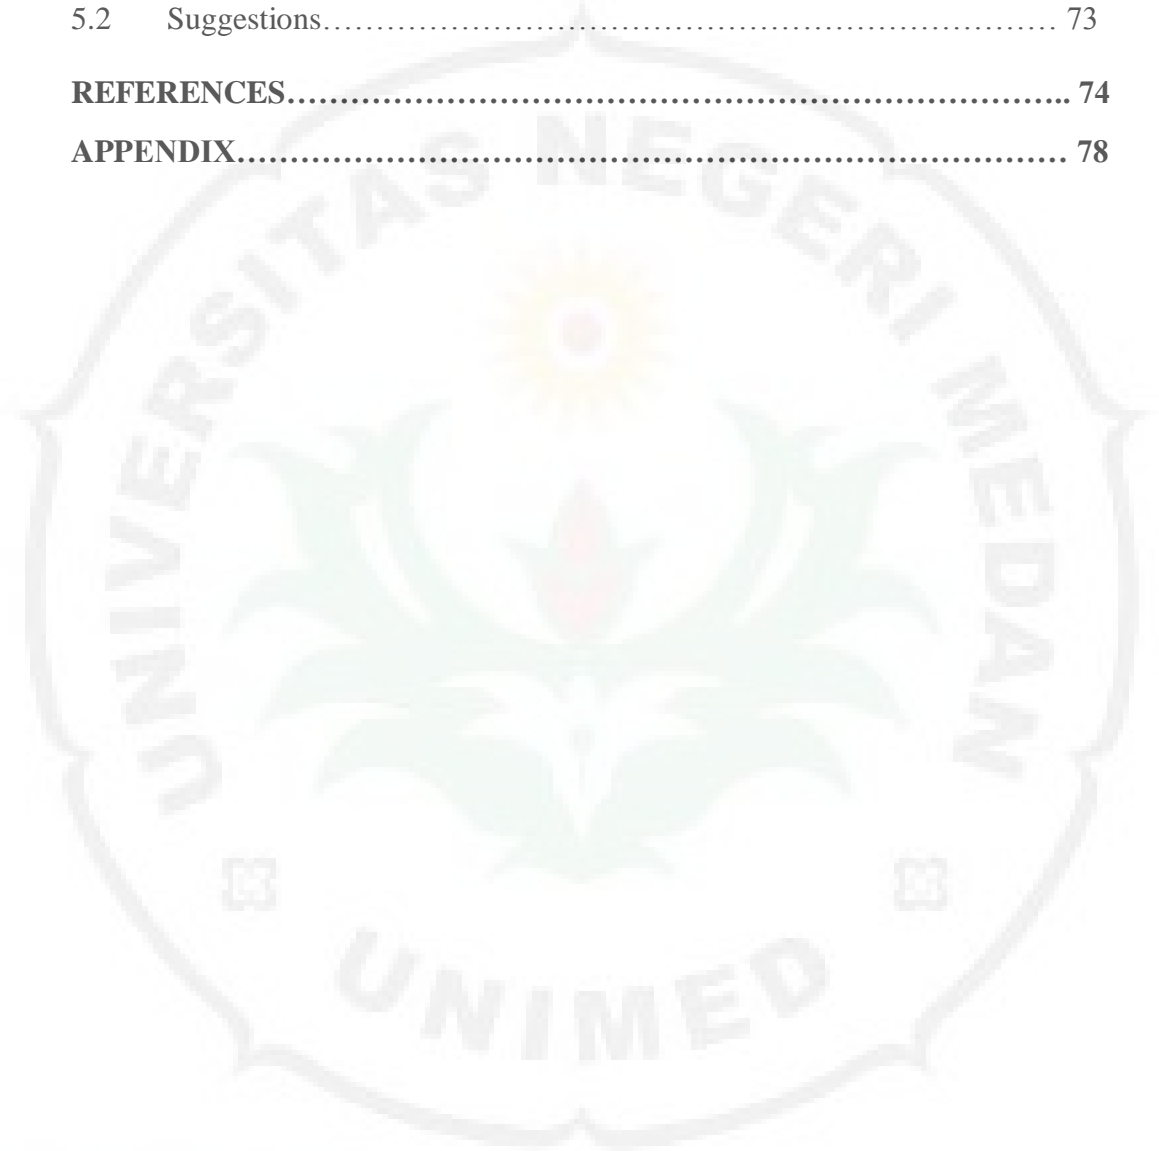 5.2 Suggestions………………………………………………………………… 73
REFERENCES……………………………………………………………….. 74
APPENDIX…………………………………………………………………… 78
UNIVERSITAS NEGERI MEDAN
UNIMED